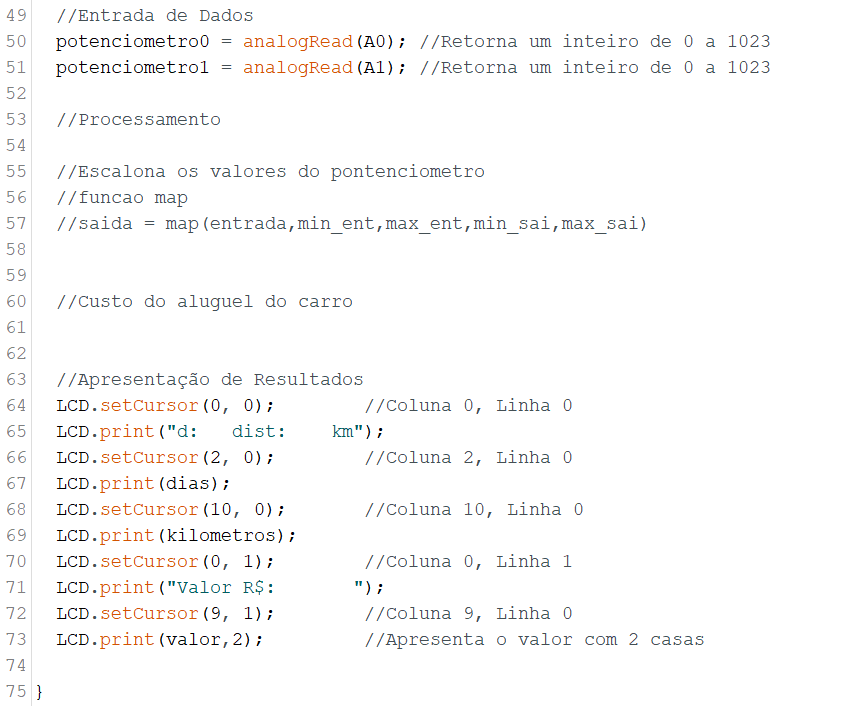 49 //Entrada de Dados
50 potenciometro0 = analogRead(A0); //Retorna um inteiro de 0 a 1023
51 potenciometro1 = analogRead(A1); //Retorna um inteiro de 0 a 1023
52
53 //Processamento
54
55 //Escalona os valores do pontenciometro
56 //funcao map
57 //saida = map(entrada,min_ent,max_ent,min_sai,max_sai)
58
59
60 //Custo do aluguel do carro
61
62
63 //Apresentação de Resultados
64 LCD.setCursor(0, 0);        //Coluna 0, Linha 0
65 LCD.print("d:   dist:    km");
66 LCD.setCursor(2, 0);        //Coluna 2, Linha 0
67 LCD.print(dias);
68 LCD.setCursor(10, 0);       //Coluna 10, Linha 0
69 LCD.print(kilometros);
70 LCD.setCursor(0, 1);        //Coluna 0, Linha 1
71 LCD.print("Valor R$:       ");
72 LCD.setCursor(9, 1);        //Coluna 9, Linha 0
73 LCD.print(valor,2);         //Apresenta o valor com 2 casas
74
75 }